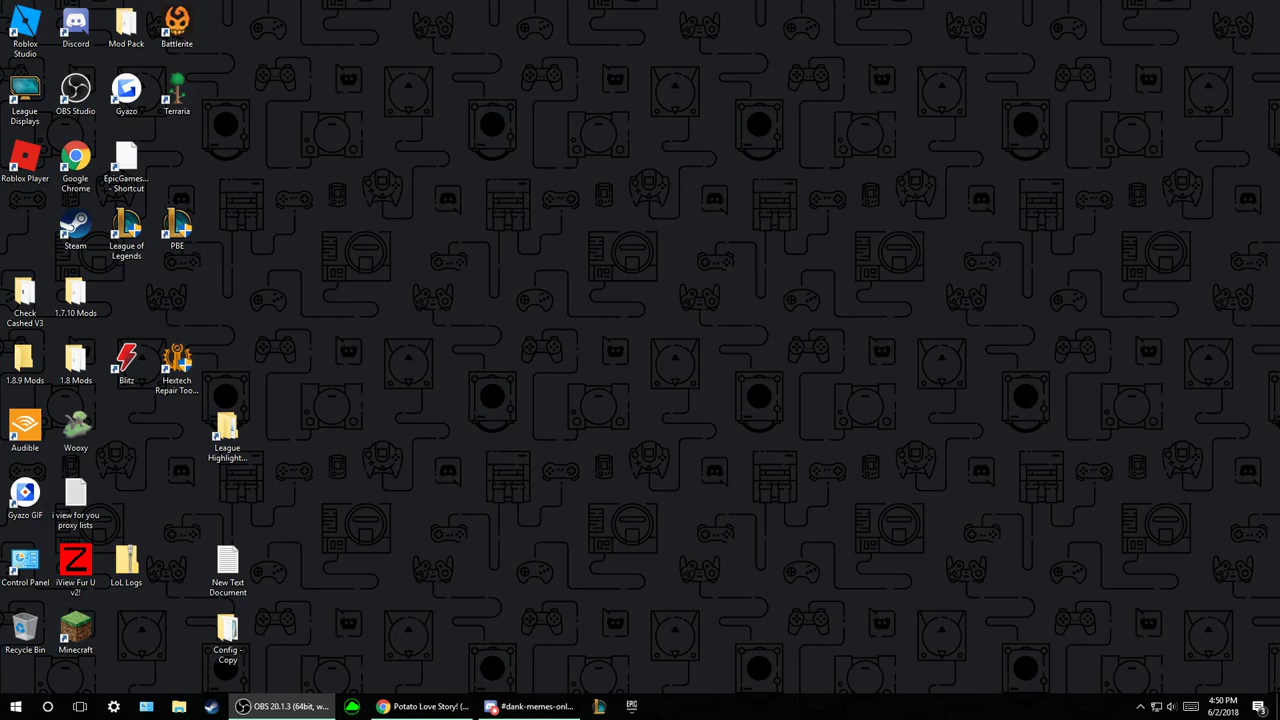 Roblox
Studio
Discord
Mod Pack
Battlerite
League
Displays
OBS Studio
Gyazo
Terraria
Roblox Player
Google
Chrome
EpicGames...
- Shortcut
Steam
League of
Legends
PBE
Check
Cashed V3
1.7.10 Mods
1.8.9 Mods
1.8 Mods
Blitz
Hextech
Repair Too...
Audible
Wooxy
League
Highlight...
Gyazo GIF
i view for you
proxy lists
Control Panel
iView Fur U
v2!
LoL Logs
New Text
Document
Recycle Bin
Minecraft
Config -
Copy
OBS 20.1.3 (64bit, w...
Potato Love Story! (...
#dank-memes-onl...
EPIC
4:50 PM
6/2/2018
3